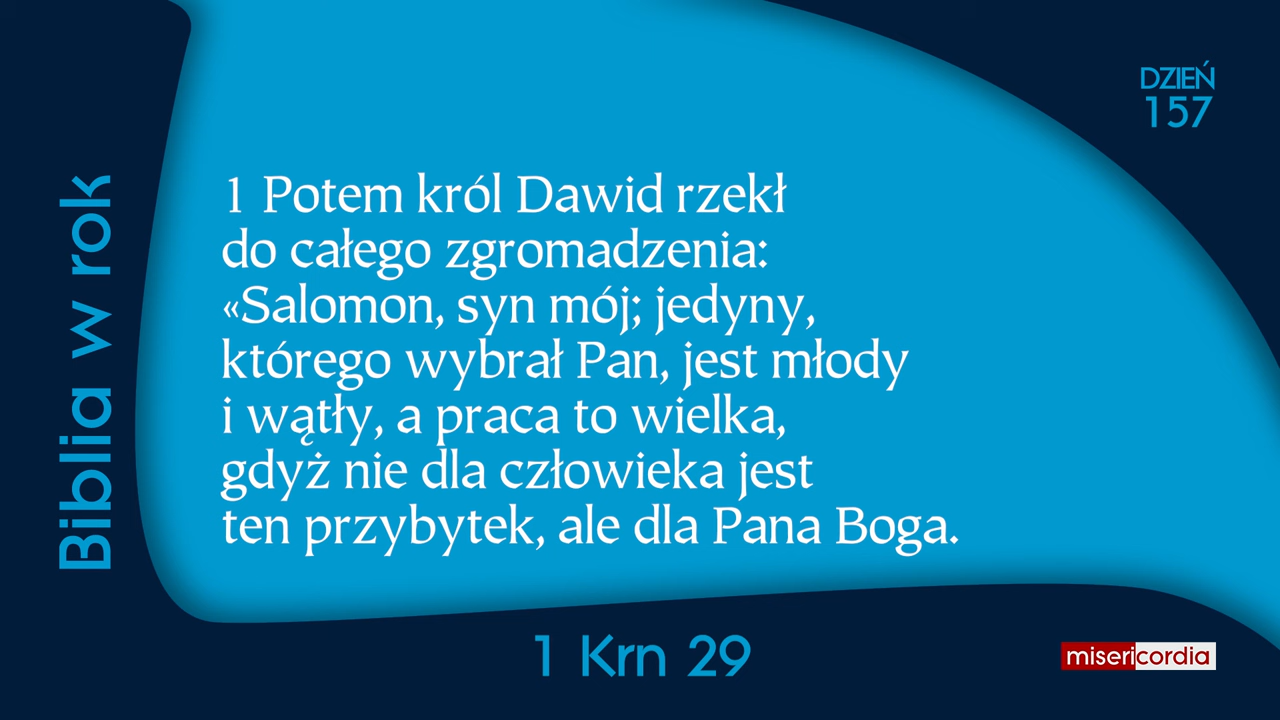 DZIEŃ
157
Biblia w rok
1 Potem król Dawid rzekł
do całego zgromadzenia:
«Salomon, syn mój; jedyny,
którego wybrał Pan, jest młody
i wątły, a praca to wielka,
gdyż nie dla człowieka jest
ten przybytek, ale dla Pana Boga.
1 Krn 29
misericordia